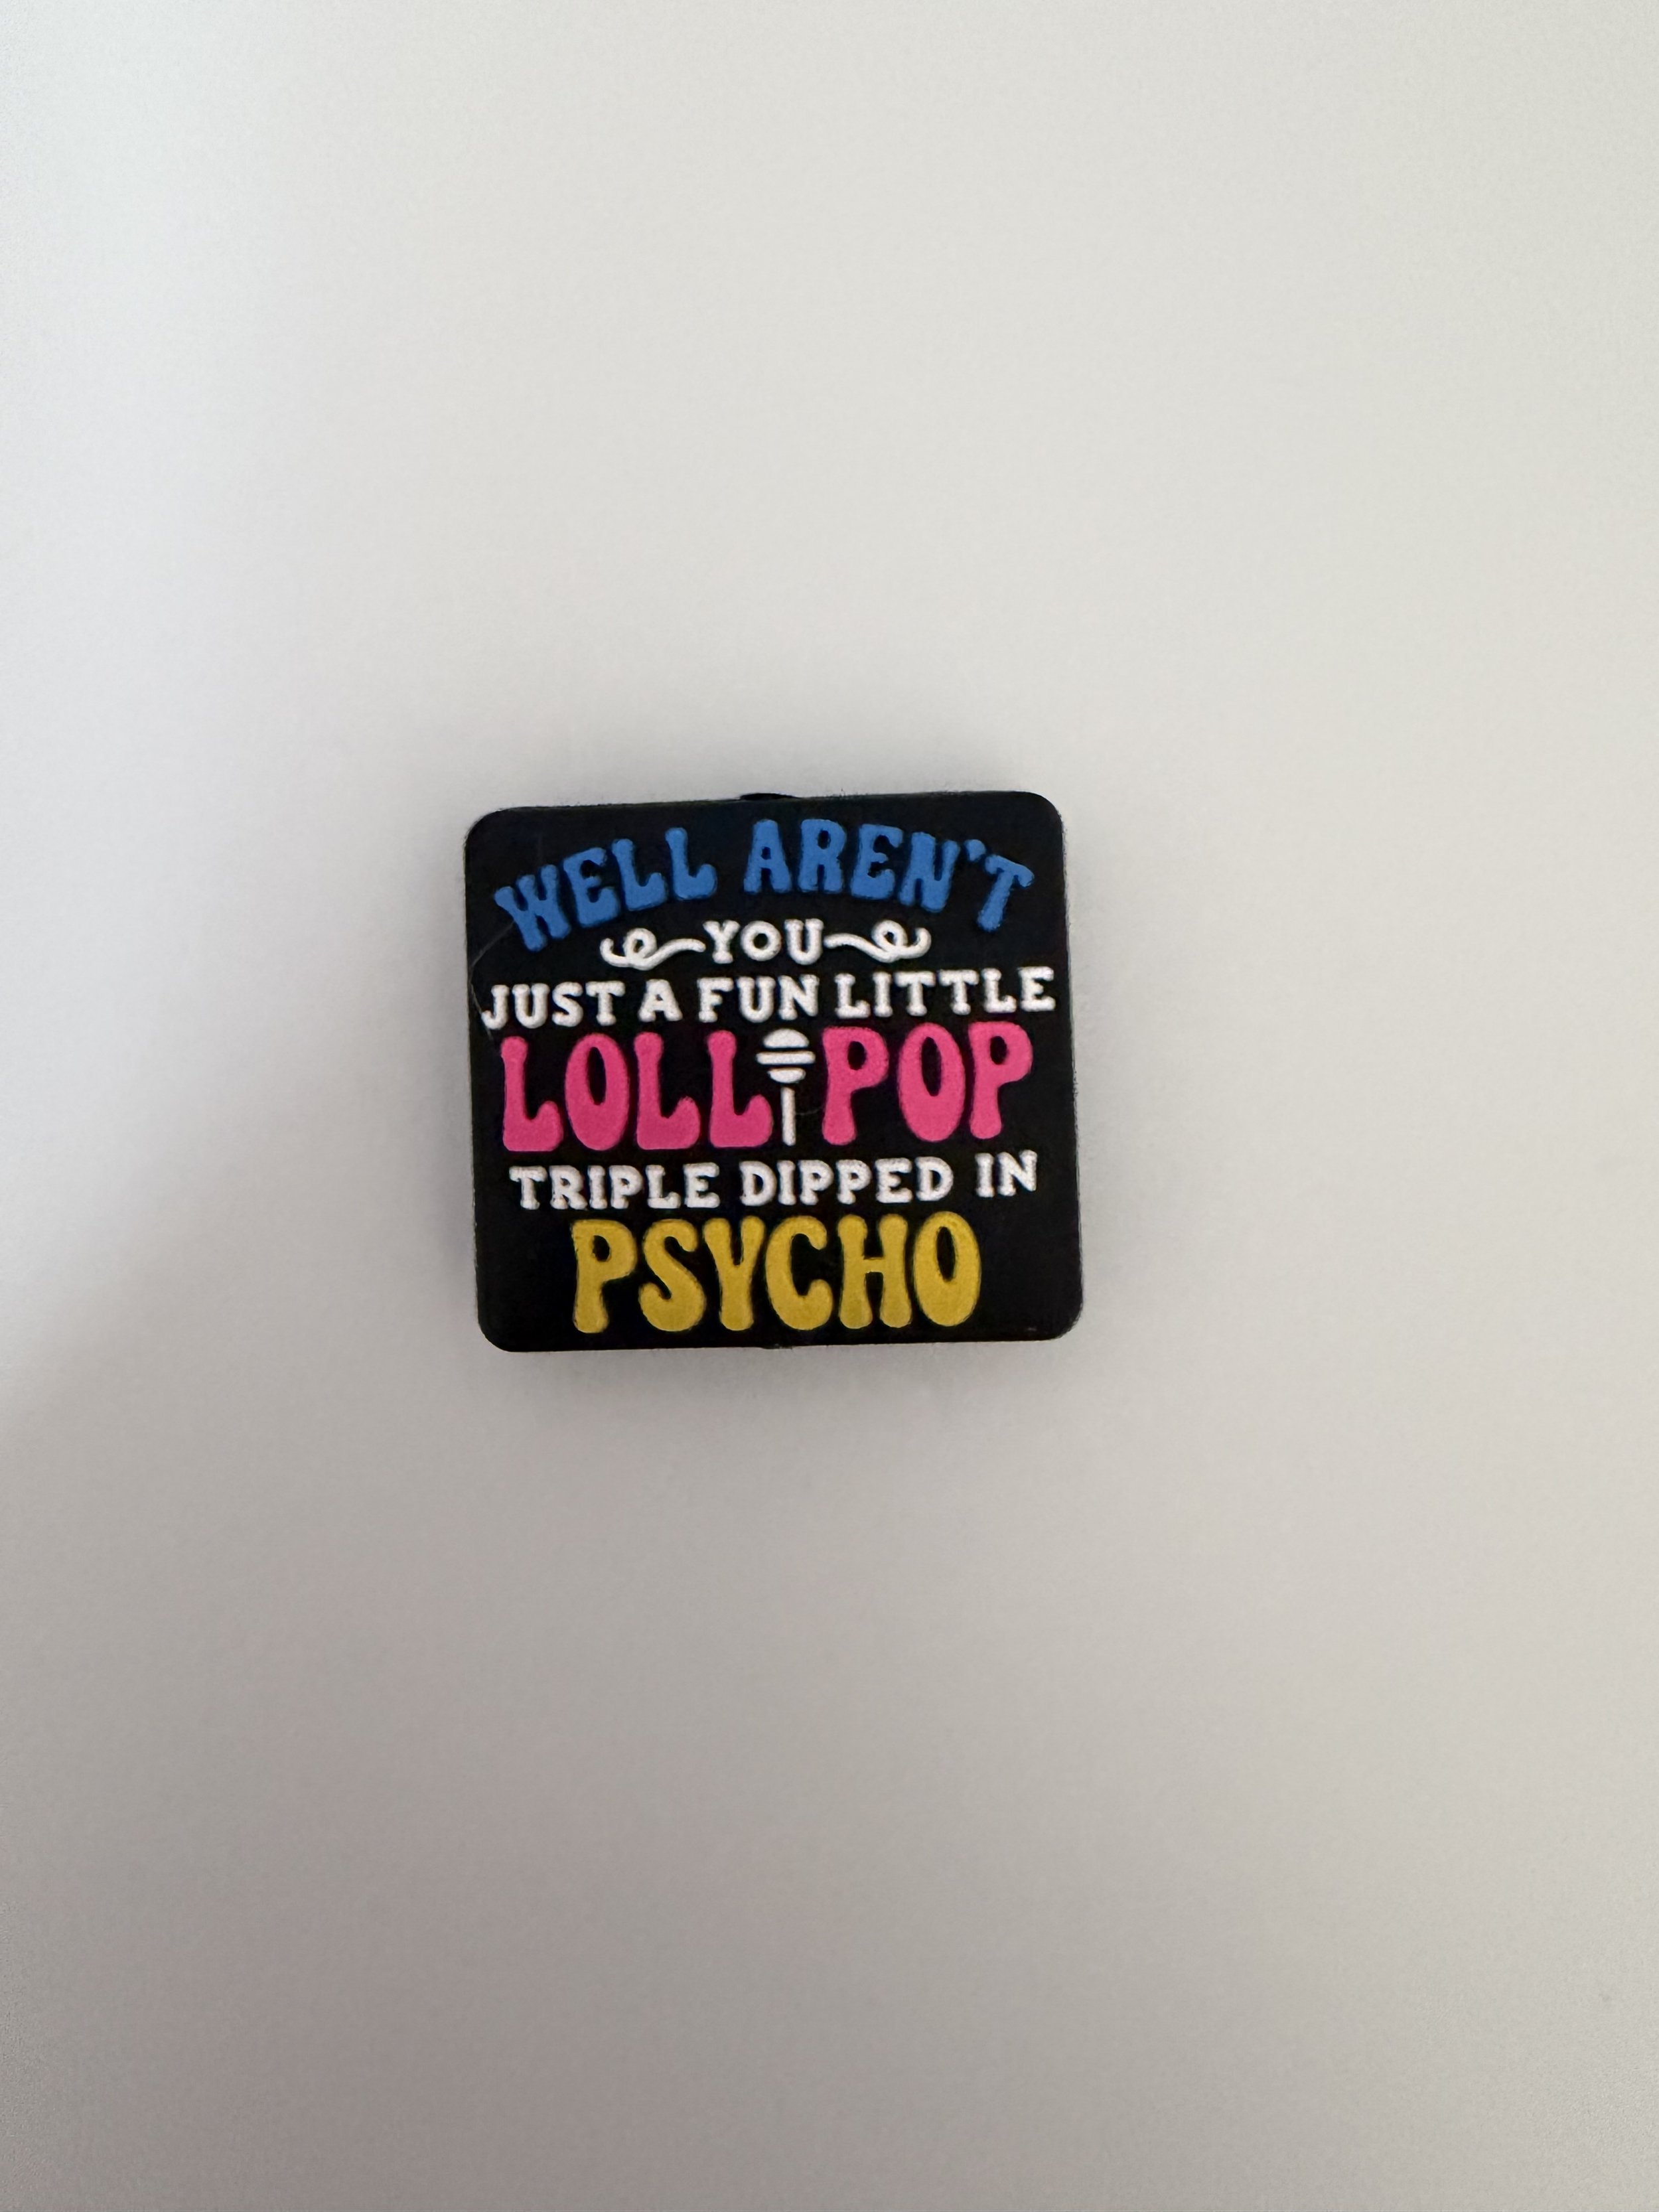 WELL AREN'T
YOU
JUST A FUN LITTLE
LOLLIPOP
TRIPLE DIPPED IN
PSYCHO